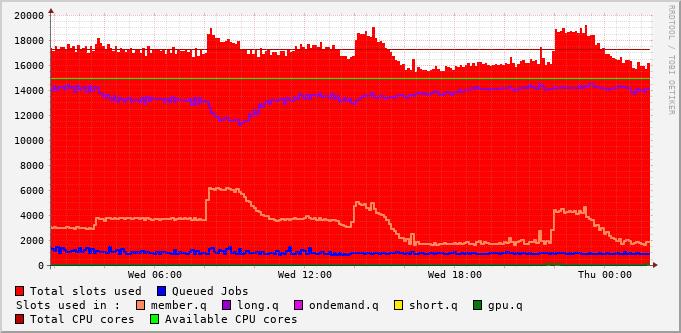 20000
18000
16000
14000
12000
10000
8000
6000
4000
2000
0
Wed 06:00 Wed 12:00 Wed 18:00 Thu 00:00
RRDTOOL / TOBI OETIKER
Total slots used Queued Jobs
Slots used in : member.q long.q ondemand.q short.q gpu.q
Total CPU cores Available CPU cores